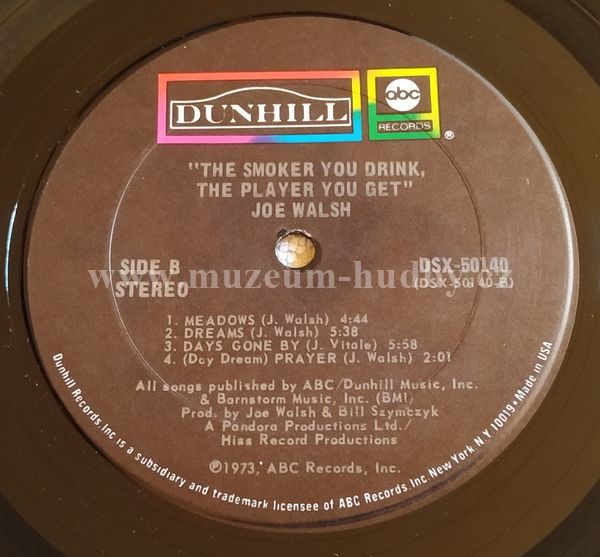 DUNHILL
abc
RECORDS
®
"THE SMOKER YOU DRINK,
THE PLAYER YOU GET"
JOE WALSH
SIDE B
STEREO
DSX-50140
(DSX-50140-B)
www.muzeum-hudby.cz
1. MEADOWS (J. Walsh) 4:44
2. DREAMS (J. Walsh) 5:38
3. DAYS GONE BY (J. Vitale) 5:58
4. (Day Dream) PRAYER (J. Walsh) 2:01
All songs published by ABC/Dunhill Music, Inc.
& Barnstorm Music, Inc. (BMI)
Prod. by Joe Walsh & Bill Szymczyk
A Pandora Productions Ltd./
Hiss Record Productions
℗1973, ABC Records, Inc.
Dunhill Records, Inc. is a subsidiary and trademark licensee of ABC Records, Inc. New York, N.Y. 10019 • Made in USA